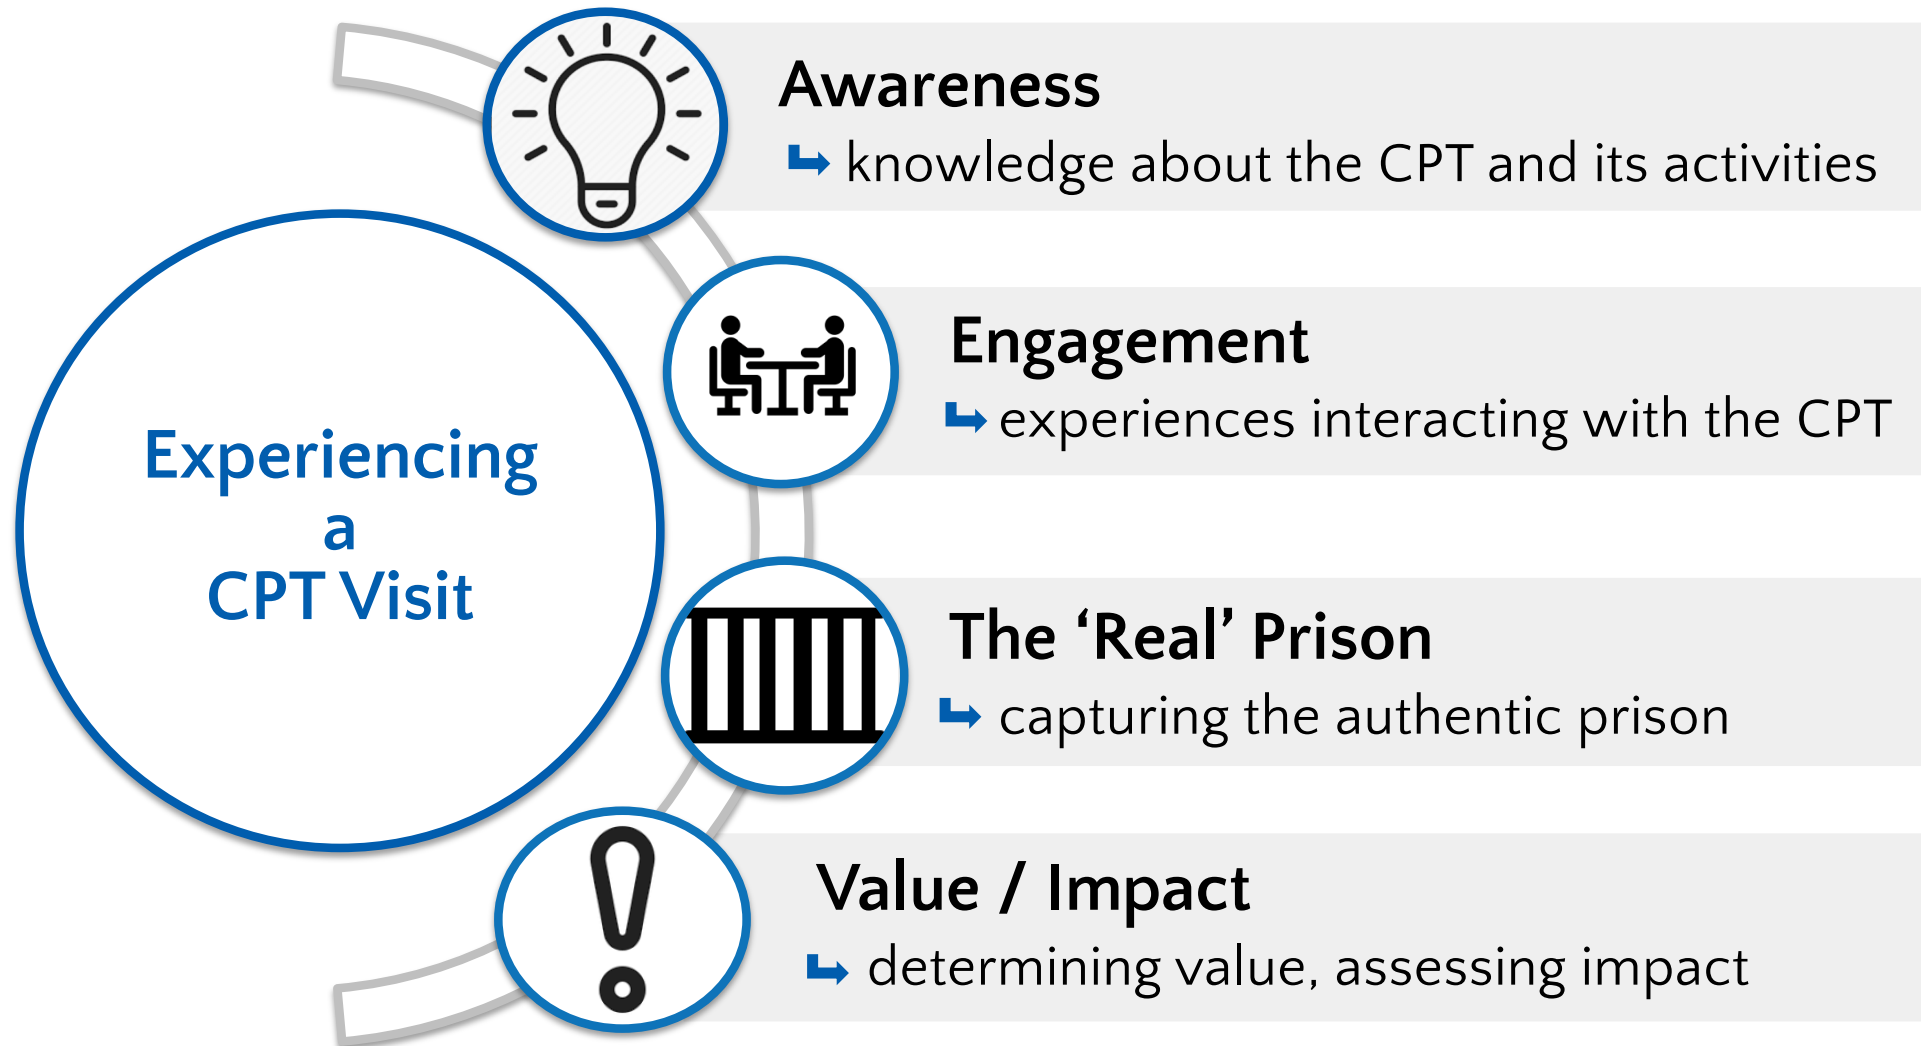 Experiencing
a
CPT Visit
Awareness
knowledge about the CPT and its activities
Engagement
experiences interacting with the CPT
The ‘Real’ Prison
capturing the authentic prison
Value / Impact
determining value, assessing impact